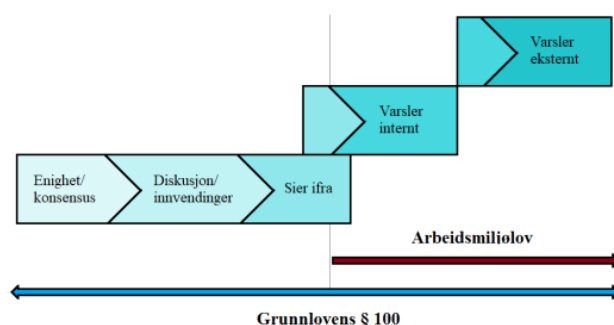 Varsler
eksternt
Varsler
internt
Enighet/
konsensus
Diskusjon/
innvendinger
Sier ifra
Arbeidsmiljølov
Grunnlovens § 100